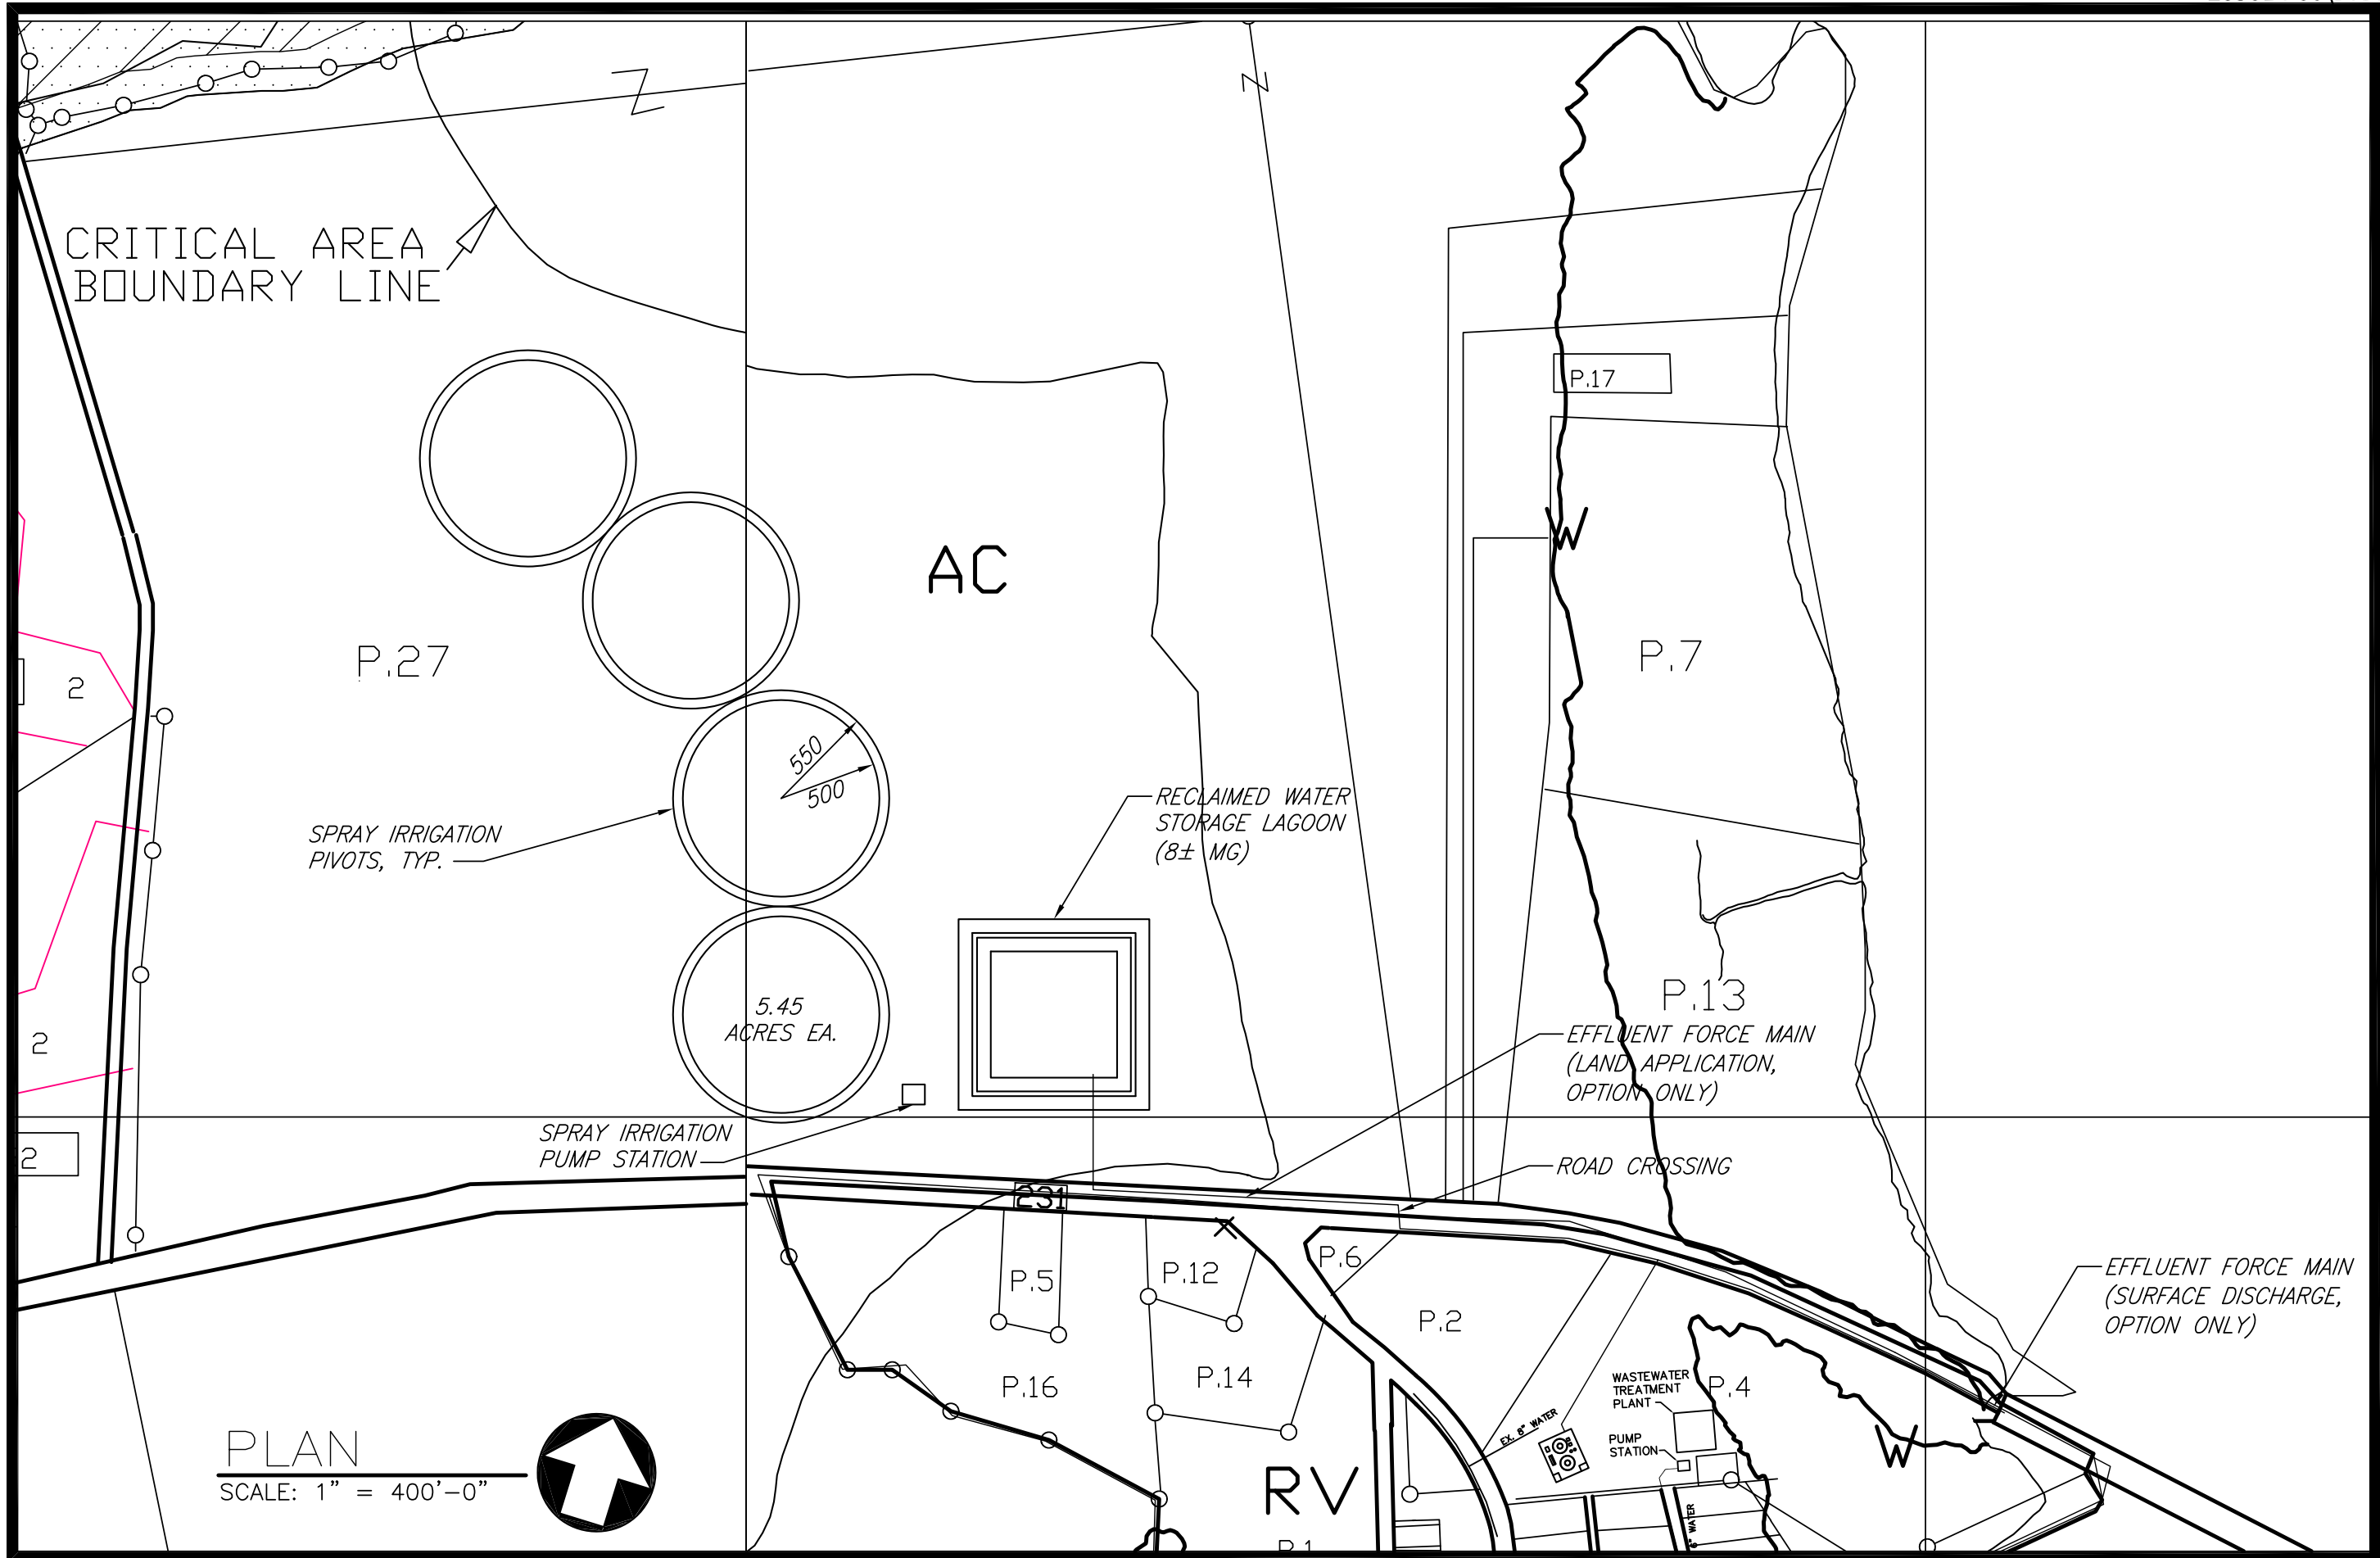 CRITICAL AREA
BOUNDARY LINE
P.17
AC
W
P.27
P.7
2
550
500
SPRAY IRRIGATION
PIVOTS, TYP.
RECLAIMED WATER
STORAGE LAGOON
(8± MG)
5.45
ACRES EA.
P.13
2
EFFLUENT FORCE MAIN
(LAND APPLICATION,
OPTION ONLY)
SPRAY IRRIGATION
PUMP STATION
2
ROAD CROSSING
231
P.5
P.12
P.6
EFFLUENT FORCE MAIN
(SURFACE DISCHARGE,
OPTION ONLY)
P.2
P.16
P.14
WASTEWATER
TREATMENT
PLANT
P.4
EX. 8" WATER
PUMP
STATION
W
PLAN
SCALE: 1" = 400'-0"
RV
WATER
P.1